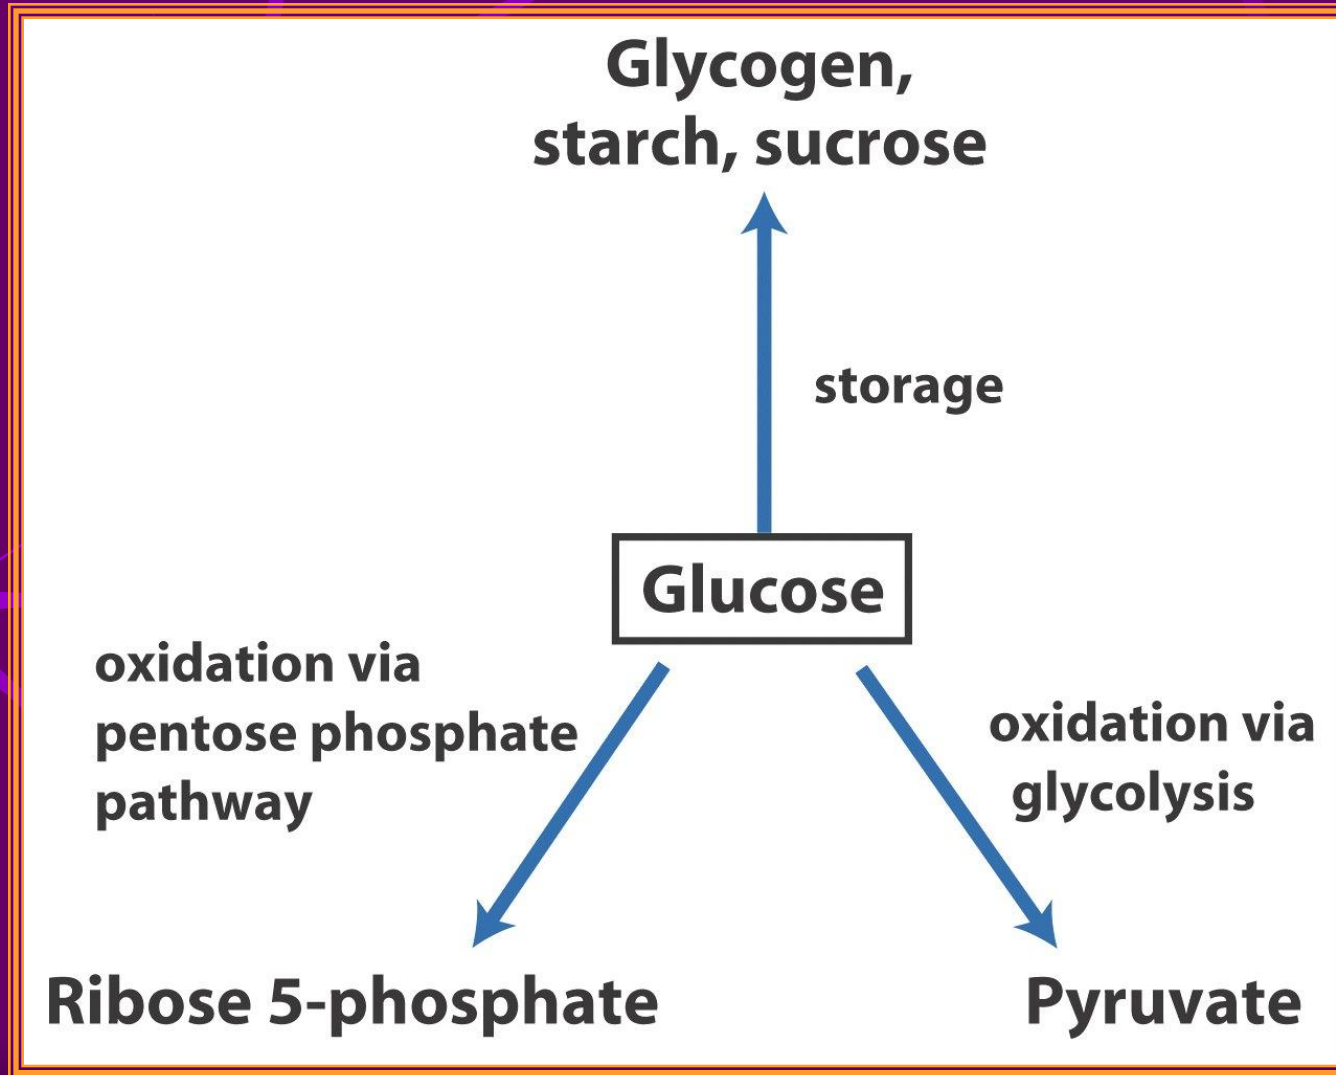 Glycogen,
starch, sucrose
storage
Glucose
oxidation via
pentose phosphate
pathway
oxidation via
glycolysis
Ribose 5-phosphate
Pyruvate